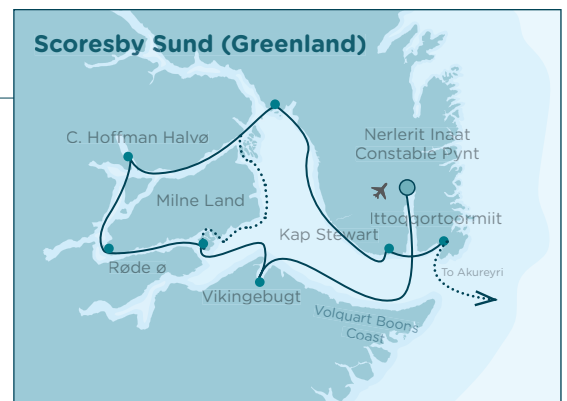 Scoresby Sund (Greenland)
C. Hoffman Halvø
Nerlerit Inaat
Constable Pynt
Milne Land
Ittoqqortoormiit
Kap Stewart
Røde ø
To Akureyri
Vikingebugt
Volquart Boons
Coast